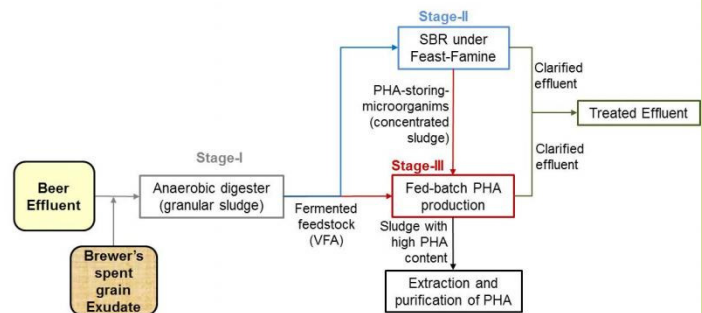 Stage-II
SBR under
Feast-Famine
Clarified
effluent
PHA-storing-
microorganims
(concentrated
sludge)
Treated Effluent
Stage-I
Stage-III
Clarified
effluent
Beer
Effluent
Anaerobic digester
(granular sludge)
Fermented
feedstock
(VFA)
Fed-batch PHA
production
Sludge with
high PHA
content
Brewer's
spent
grain
Exudate
Extraction and
purification of PHA